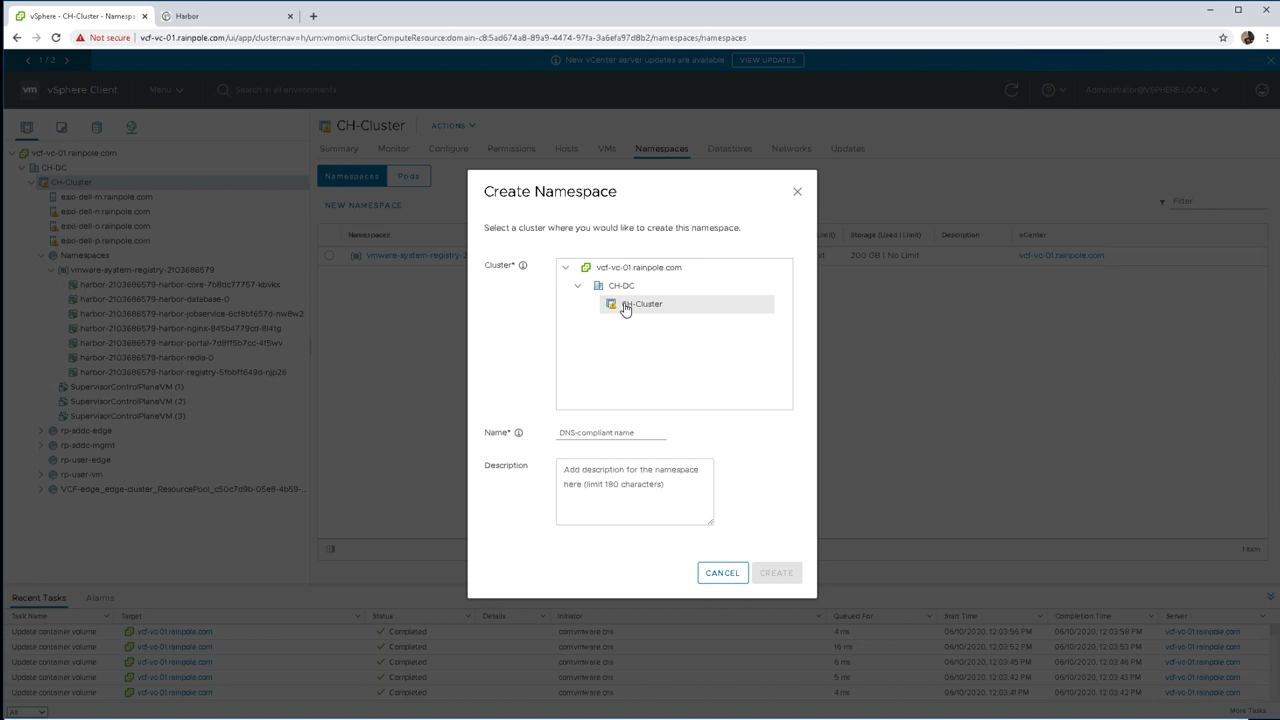 vSphere - CH-Cluster - Namesp
Harbor
Not secure
vcf-vc-01.rainpole.com/ui/app/cluster;nav=h/urn:vmomi:ClusterComputeResource:domain-c8:5ad674a8-89a9-4474-97fa-3a6efa97d8b2/namespaces/namespaces
1 / 2
New vCenter server updates are available
VIEW UPDATES
vm
vSphere Client
Menu
Search in all environments
Administrator@VSPHERE.LOCAL
vcf-vc-01.rainpole.com
CH-DC
CH-Cluster
esxi-dell-m.rainpole.com
esxi-dell-n.rainpole.com
esxi-dell-o.rainpole.com
esxi-dell-p.rainpole.com
Namespaces
vmware-system-registry-2103686579
harbor-2103686579-harbor-core-7b8dc77757-kbvkx
harbor-2103686579-harbor-database-0
harbor-2103686579-harbor-jobservice-6cf8bf657d-nw8w2
harbor-2103686579-harbor-nginx-845b4779cd-8l4tg
harbor-2103686579-harbor-portal-7d8ff5b7cc-4f5wv
harbor-2103686579-harbor-redis-0
harbor-2103686579-harbor-registry-5fbbff649d-njp26
SupervisorControlPlaneVM (1)
SupervisorControlPlaneVM (2)
SupervisorControlPlaneVM (3)
rp-sddc-edge
rp-sddc-mgmt
rp-user-edge
rp-user-vm
VCF-edge_edge-cluster_ResourcePool_c50c7d9b-05e8-4b59-...
CH-Cluster
ACTIONS
Summary
Monitor
Configure
Permissions
Hosts
VMs
Namespaces
Datastores
Networks
Updates
Namespaces
Pods
NEW NAMESPACE
Filter
Namespaces
Limit)
Storage (Used | Limit)
Description
vCenter
vmware-system-registry-2
200 GB | No Limit
vcf-vc-01.rainpole.com
1 item
Create Namespace
Select a cluster where you would like to create this namespace.
Cluster*
vcf-vc-01.rainpole.com
CH-DC
CH-Cluster
Name*
DNS-compliant name
Description
Add description for the namespace
here (limit 180 characters)
CANCEL
CREATE
Recent Tasks
Alarms
Task Name
Target
Status
Details
Initiator
Queued For
Start Time
Completion Time
Server
Update container volume
vcf-vc-01.rainpole.com
Completed
com.vmware.cns
4 ms
06/10/2020, 12:03:56 PM
06/10/2020, 12:03:58 PM
vcf-vc-01.rainpole.com
Update container volume
vcf-vc-01.rainpole.com
Completed
com.vmware.cns
16 ms
06/10/2020, 12:03:52 PM
06/10/2020, 12:03:53 PM
vcf-vc-01.rainpole.com
Update container volume
vcf-vc-01.rainpole.com
Completed
com.vmware.cns
6 ms
06/10/2020, 12:03:45 PM
06/10/2020, 12:03:46 PM
vcf-vc-01.rainpole.com
Update container volume
vcf-vc-01.rainpole.com
Completed
com.vmware.cns
5 ms
06/10/2020, 12:03:42 PM
06/10/2020, 12:03:43 PM
vcf-vc-01.rainpole.com
Update container volume
vcf-vc-01.rainpole.com
Completed
com.vmware.cns
4 ms
06/10/2020, 12:03:41 PM
06/10/2020, 12:03:42 PM
vcf-vc-01.rainpole.com
All
More Tasks